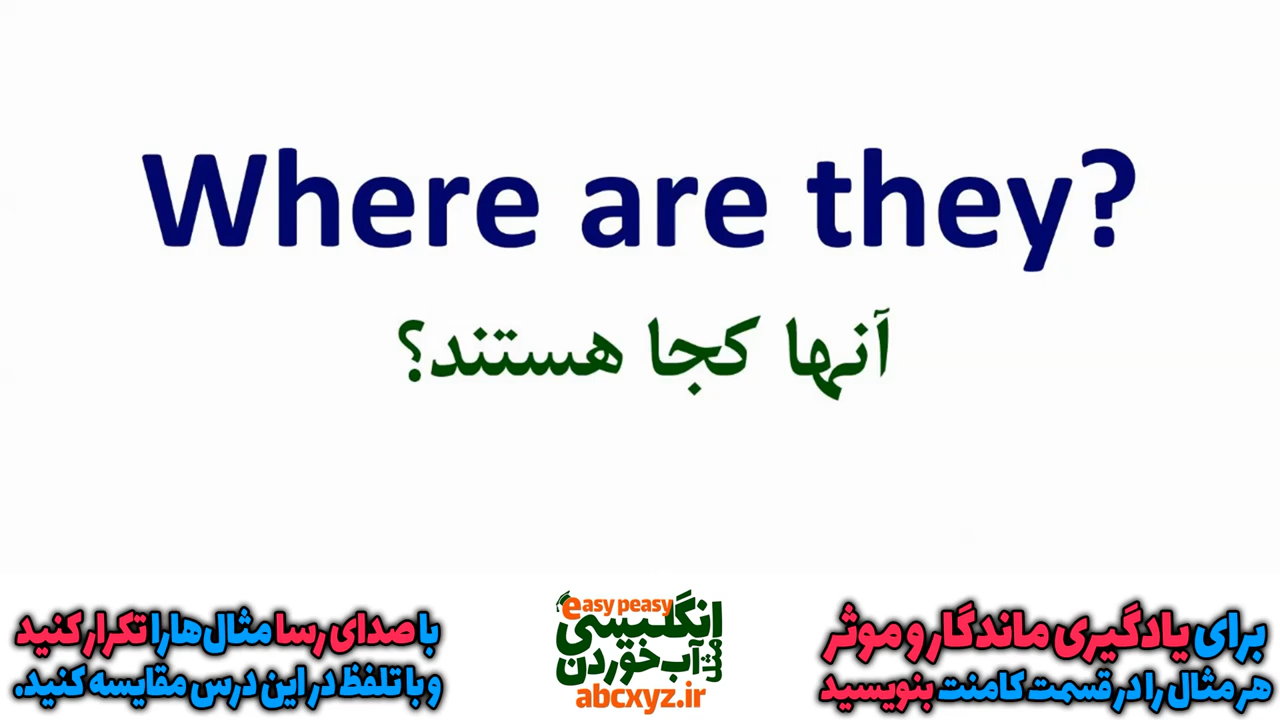 Where are they?
آنها کجا هستند؟
برای یادگیری ماندگار و موثر
هر مثال را در قسمت کامنت بنویسید
easy peasy
انگلیسی
مثل آب خوردن
abcxyz.ir
با صدای رسا مثال‌ها را تکرار کنید
و با تلفظ در این درس مقایسه کنید.